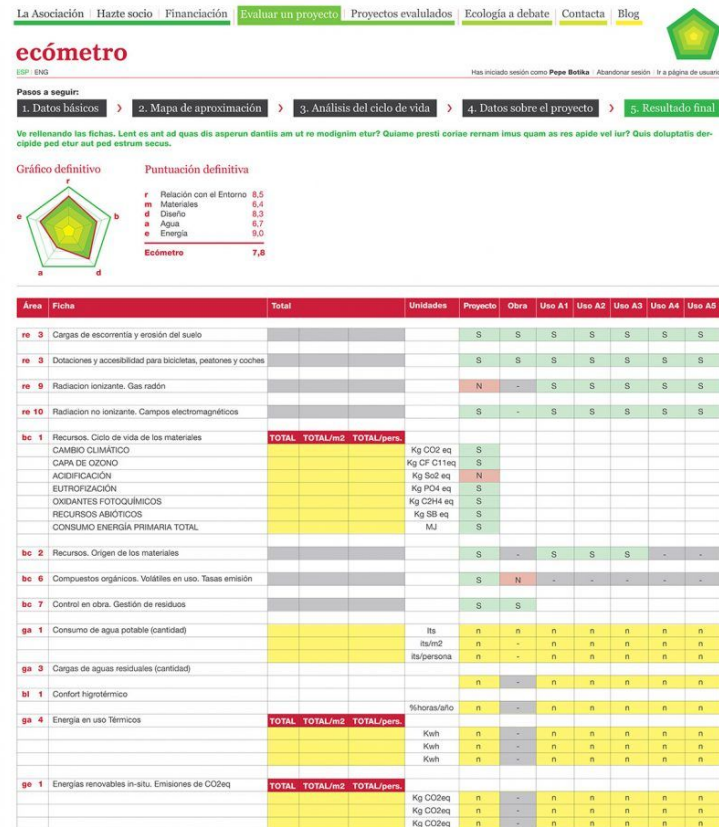 La Asociación Hazte socio Financiación Evaluar un proyecto Proyectos evalulados Ecología a debate Contacta Blog
ecómetro
ESP ENG
Has iniciado sesión como Pepe Botika Abandonar sesión Ir a página de usuario
Pasos a seguir:
1. Datos básicos > 2. Mapa de aproximación > 3. Análisis del ciclo de vida > 4. Datos sobre el proyecto > 5. Resultado final
Ve rellenando las fichas. Lent es ant ad quas dis asperun dantiis am ut re modignim etur? Quiame presti coriae rernam imus quam as res apide vel iur? Quis doluptatis der-
cipide ped etur aut ped estrum secus.
Gráfico definitivo
r
e b
a d
Puntuación definitiva
r Relación con el Entorno 8,5
m Materiales 6,4
d Diseño 8,3
a Agua 6,7
e Energía 9,0
Ecómetro 7,8
Área Ficha Total Unidades Proyecto Obra Uso A1 Uso A2 Uso A3 Uso A4 Uso A5
re 3 Cargas de escorrentía y erosión del suelo S S S S S S S
re 3 Dotaciones y accesibilidad para bicicletas, peatones y coches S S S S S S S
re 9 Radiacion ionizante. Gas radón N - S S S S S
re 10 Radiacion no ionizante. Campos electromagnéticos S - S S S S S
bc 1 Recursos. Ciclo de vida de los materiales TOTAL TOTAL/m2 TOTAL/pers.
CAMBIO CLIMÁTICO Kg CO2 eq S
CAPA DE OZONO Kg CF C11eq S
ACIDIFICACIÓN Kg So2 eq N
EUTROFIZACIÓN Kg PO4 eq S
OXIDANTES FOTOQUÍMICOS Kg C2H4 eq S
RECURSOS ABIÓTICOS Kg SB eq S
CONSUMO ENERGÍA PRIMARIA TOTAL MJ S
bc 2 Recursos. Origen de los materiales S - S S S - -
bc 6 Compuestos orgánicos. Volátiles en uso. Tasas emisión S N - - - - -
bc 7 Control en obra. Gestión de residuos S S
ga 1 Consumo de agua potable (cantidad) lts n n n n n n n
lts/m2 n - n n n n n
lts/persona n - n n n n n
ga 3 Cargas de aguas residuales (cantidad)
n - n n n n n
bl 1 Confort higrotérmico
%horas/año n - n n n n n
ga 4 Energía en uso Térmicos TOTAL TOTAL/m2 TOTAL/pers.
Kwh n - n n n n n
Kwh n - n n n n n
Kwh n - n n n n n
ge 1 Energías renovables in-situ. Emisiones de CO2eq TOTAL TOTAL/m2 TOTAL/pers.
Kg CO2eq n - n n n n n
Kg CO2eq n - n n n n n
Kg CO2eq n - n n n n n